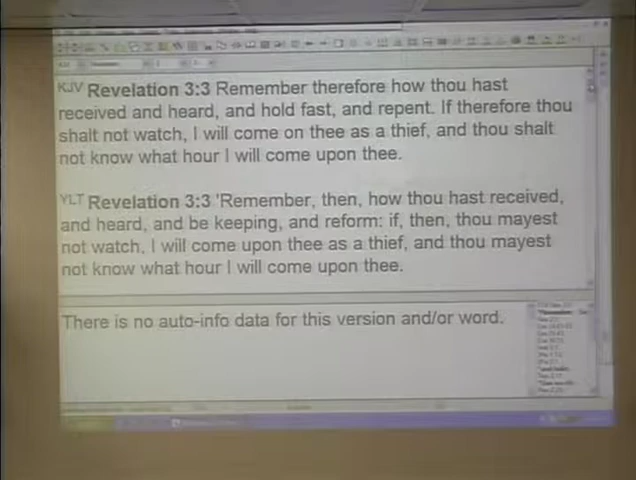 KJV Revelation 3:3 Remember therefore how thou hast
received and heard, and hold fast, and repent. If therefore thou
shalt not watch, I will come on thee as a thief, and thou shalt
not know what hour I will come upon thee.
YLT Revelation 3:3 'Remember, then, how thou hast received,
and heard, and be keeping, and reform: if, then, thou mayest
not watch, I will come upon thee as a thief, and thou mayest
not know what hour I will come upon thee.
There is no auto-info data for this version and/or word.